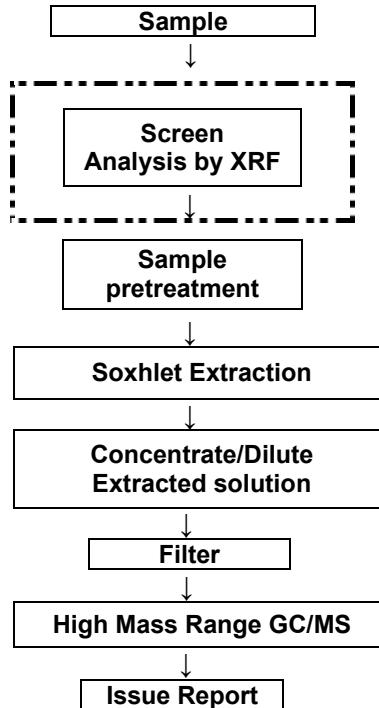 Sample
↓
Screen
Analysis by XRF
↓
Sample
pretreatment
↓
Soxhlet Extraction
↓
Concentrate/Dilute
Extracted solution
↓
Filter
↓
High Mass Range GC/MS
↓
Issue Report